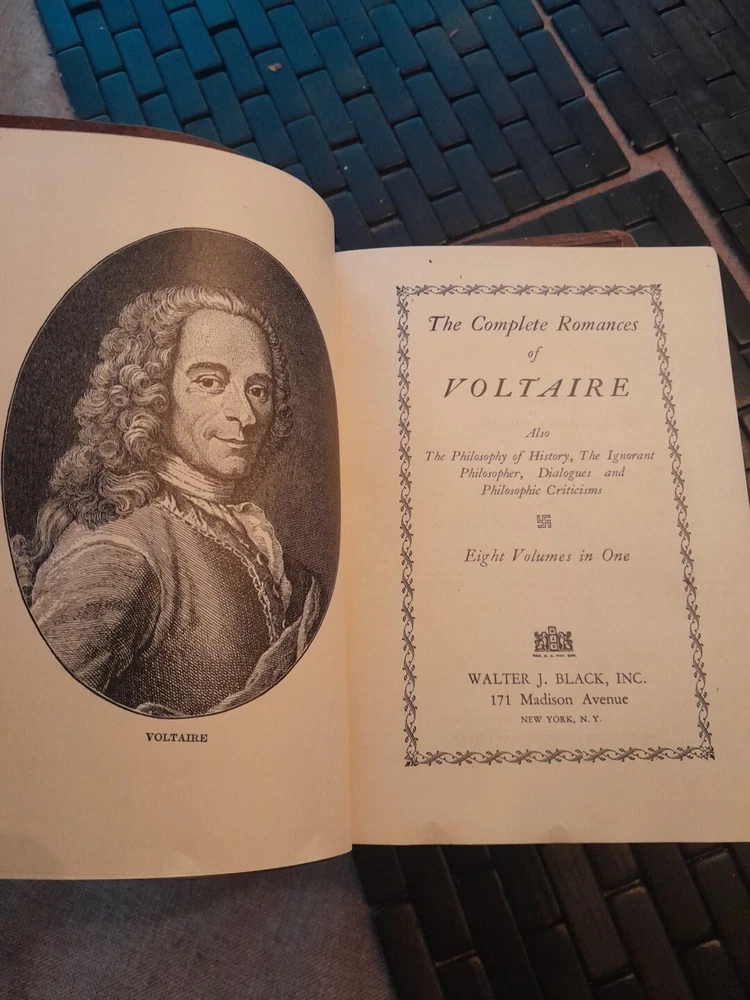 VOLTAIRE
The Complete Romances
of
VOLTAIRE
Also
The Philosophy of History, The Ignorant
Philosopher, Dialogues and
Philosophic Criticisms
Eight Volumes in One
WALTER J. BLACK, INC.
171 Madison Avenue
NEW YORK, N. Y.